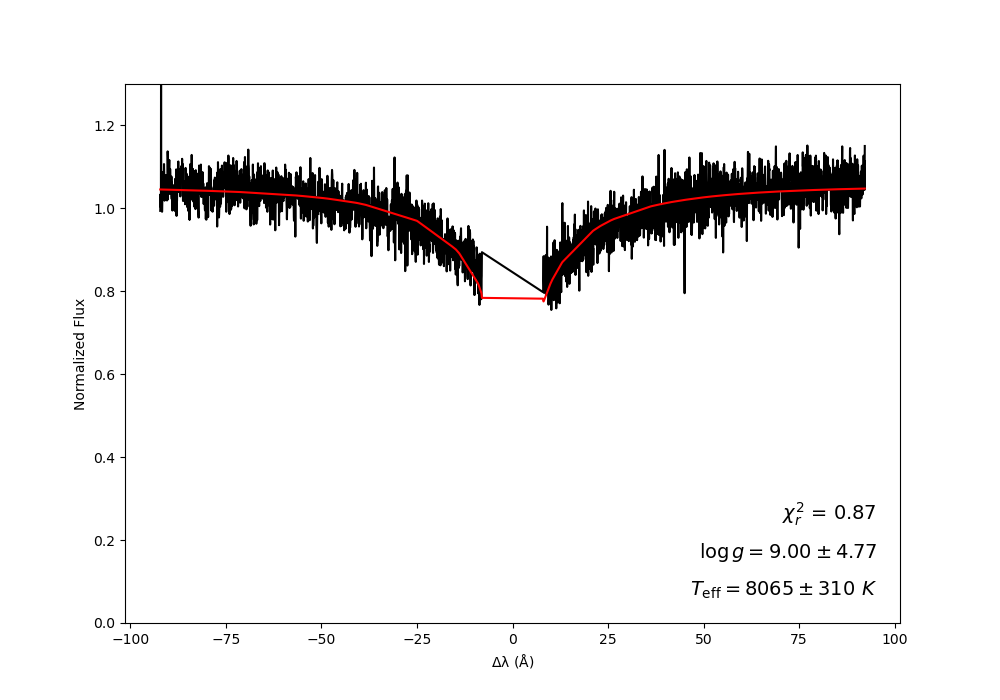 1.2
1.0
0.8
0.6
0.4
0.2
0.0
Normalized Flux
χ²ᵣ = 0.87
log g = 9.00 ± 4.77
T_eff = 8065 ± 310 K
−100 −75 −50 −25 0 25 50 75 100
Δλ (Å)